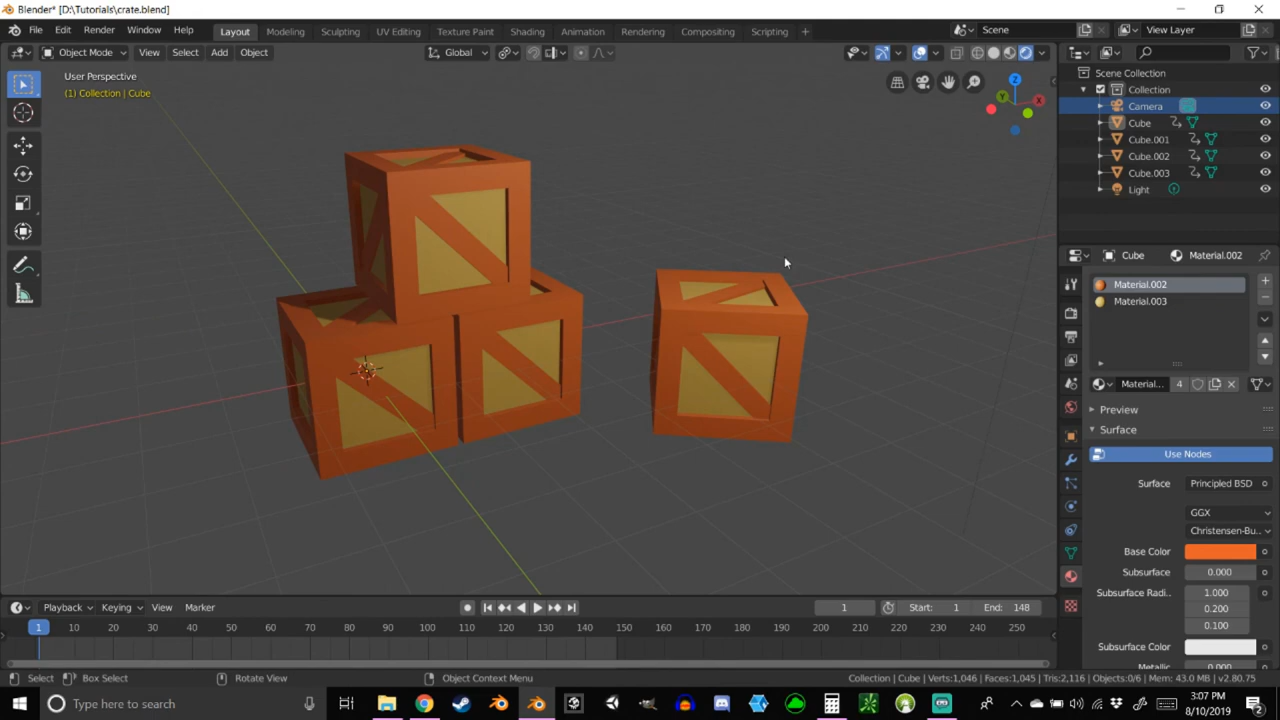 Blender* [D:\Tutorials\crate.blend]
File Edit Render Window Help Layout Modeling Sculpting UV Editing Texture Paint Shading Animation Rendering Compositing Scripting + Scene View Layer
Object Mode View Select Add Object Global
User Perspective
(1) Collection | Cube
Scene Collection
Collection
Camera
Cube
Cube.001
Cube.002
Cube.003
Light
Cube Material.002
Material.002
Material.003
Material... 4
Preview
Surface
Use Nodes
Surface Principled BSD
GGX
Christensen-Bu...
Base Color
Subsurface 0.000
Subsurface Radi... 1.000
0.200
0.100
Subsurface Color
Metallic 0.000
Playback Keying View Marker 1 Start: 1 End: 148
1 10 20 30 40 50 60 70 80 90 100 110 120 130 140 150 160 170 180 190 200 210 220 230 240 250
Select Box Select Rotate View Object Context Menu Collection | Cube | Verts:1,046 | Faces:1,045 | Tris:2,116 | Objects:0/6 | Mem: 43.0 MB | v2.80.75
Type here to search 3:07 PM
8/10/2019
2